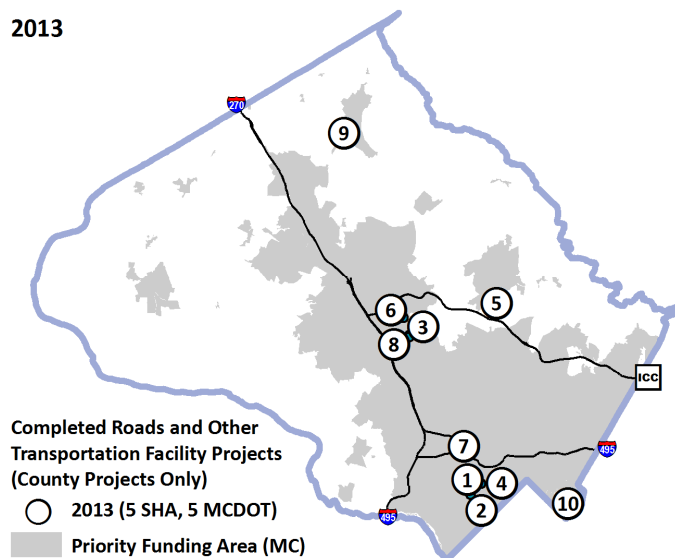 2013
270
9
6
5
3
8
ICC
Completed Roads and Other
Transportation Facility Projects
(County Projects Only)
7
495
1
4
2013 (5 SHA, 5 MCDOT)
2
10
495
Priority Funding Area (MC)